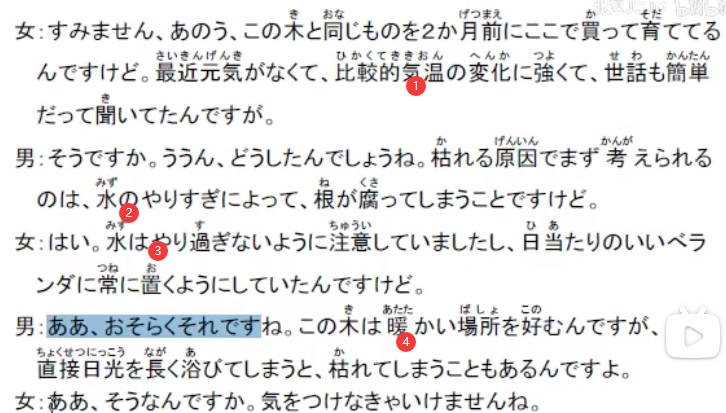 女：すみません、あのう、この木と同じものを２か月前にここで買って育ててる
んですけど。最近元気がなくて、比較的気温の変化に強くて、世話も簡単
だって聞いてたんですが。
男：そうですか。ううん、どうしたんでしょうね。枯れる原因でまず考えられる
のは、水のやりすぎによって、根が腐ってしまうことですけど。
女：はい。水はやり過ぎないように注意していましたし、日当たりのいいベラ
ンダに常に置くようにしていたんですけど。
男：ああ、おそらくそれですね。この木は暖かい場所を好むんですが、
直接日光を長く浴びてしまうと、枯れてしまうこともあるんですよ。
女：ああ、そうなんですか。気をつけなきゃいけませんね。